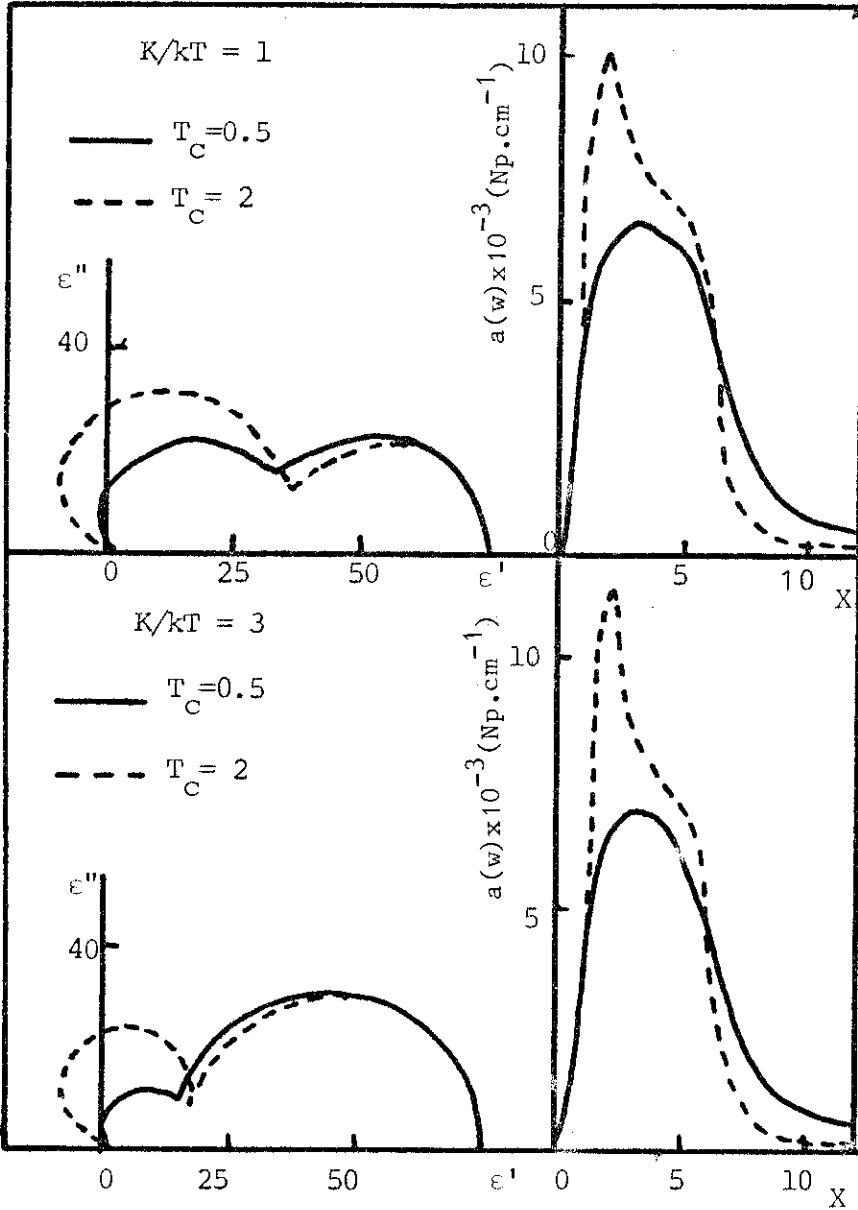 K/kT = 1
T_c=0.5
T_c= 2
ε"
40
0
25
50
ε'
a(w)x10^-3(Np.cm^-1)
10
5
0
5
10
X
K/kT = 3
T_c=0.5
T_c= 2
ε"
40
0
25
50
ε'
a(w)x10^-3(Np.cm^-1)
10
5
0
5
10
X